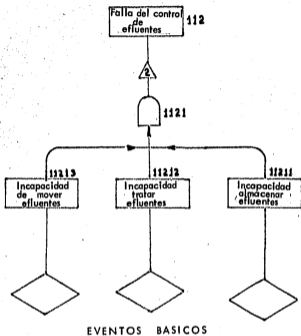 Falla del control
de
efluentes
112
2
1121
11213
11212
11211
Incapacidad
de mover
efluentes
Incapacidad
tratar
efluentes
Incapacidad
almacenar
efluentes
EVENTOS BASICOS